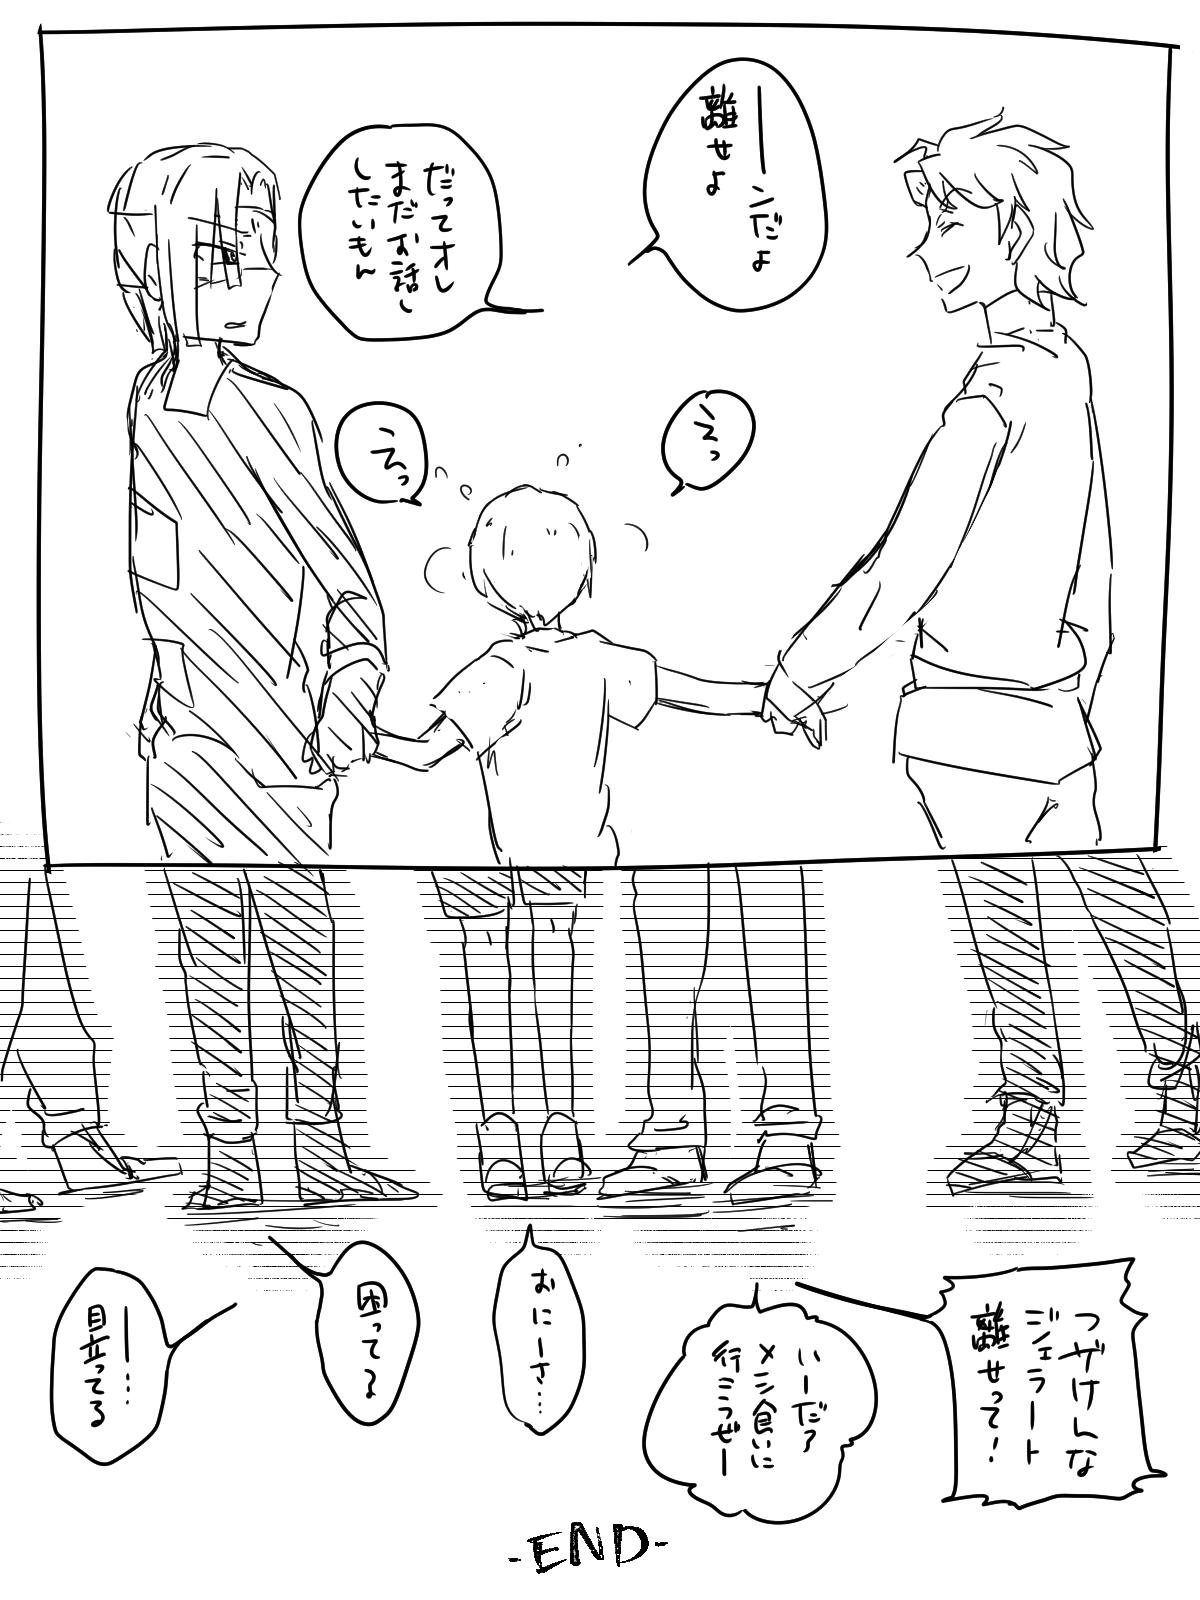 ーーンだよ
離せよ
だってオレ
まだお話し
したいもん
えっ
えっ
つざけんな
ジェラート
離せって!
いーだろ
メシ食いに
行こうぜー
おにーさ…
困ってる
ーー…
目立ってる
-END-